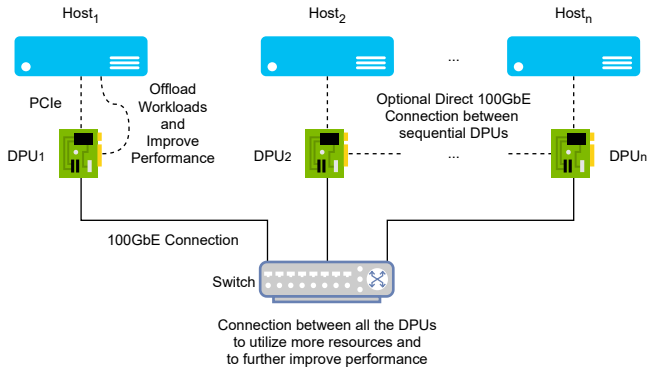 Host1
Host2
Hostn
...
PCIe
Offload
Workloads
and
Improve
Performance
Optional Direct 100GbE
Connection between
sequential DPUs
DPU1
DPU2
...
DPUn
100GbE Connection
Switch
Connection between all the DPUs
to utilize more resources and
to further improve performance